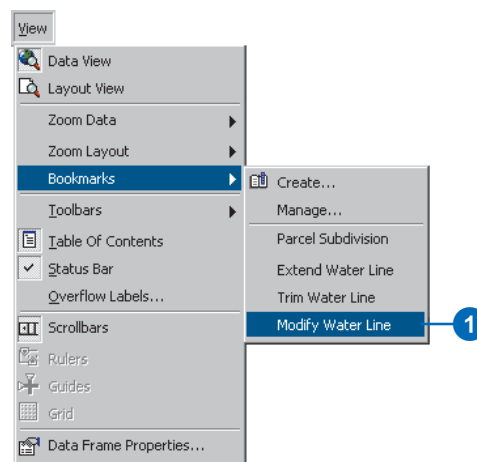 View
Data View
Layout View
Zoom Data
Zoom Layout
Bookmarks
Toolbars
Table Of Contents
Status Bar
Overflow Labels...
Scrollbars
Rulers
Guides
Grid
Data Frame Properties...
Create...
Manage...
Parcel Subdivision
Extend Water Line
Trim Water Line
Modify Water Line
1